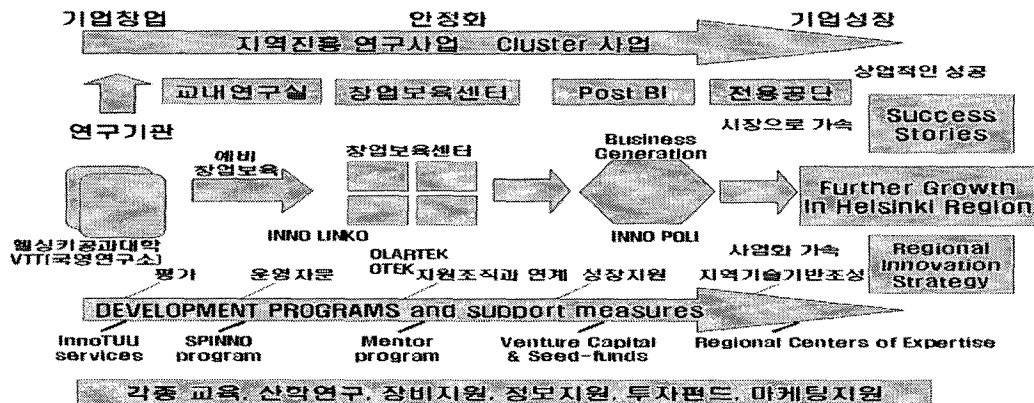 기업창업 안정화 기업성장
지역진흥 연구사업 Cluster 사업
교내연구실 창업보육센터 Post BI 전용공단
상업적인 성공
연구기관
시장으로 가속
Success
Stories
예비
창업보육
창업보육센터
Business
Generation
Further Growth
in Helsinki Region
INNO LINKO
INNO POLI
헬싱키공과대학
VTT(국영연구소)
OLARTEK
OTEK
사업화 가속
Regional
Innovation
Strategy
평가 운영자문 지원조직과 연계 성장지원 지역기술기반조성
DEVELOPMENT PROGRAMS and support measures
InnoTUU
services
SPINNO
program
Mentor
program
Venture Capital
& Seed-funds
Regional Centers of Expertise
각종 교육, 산학연구, 장비지원, 정보지원, 투자펀드, 마케팅지원